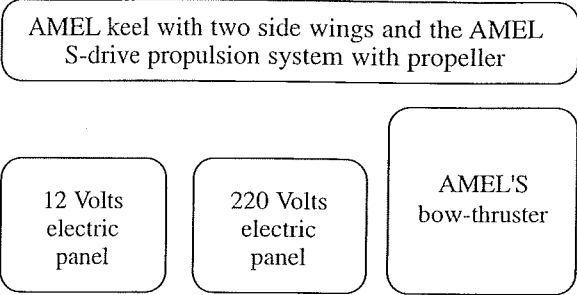 AMEL keel with two side wings and the AMEL
S-drive propulsion system with propeller
12 Volts
electric
panel
220 Volts
electric
panel
AMEL'S
bow-thruster